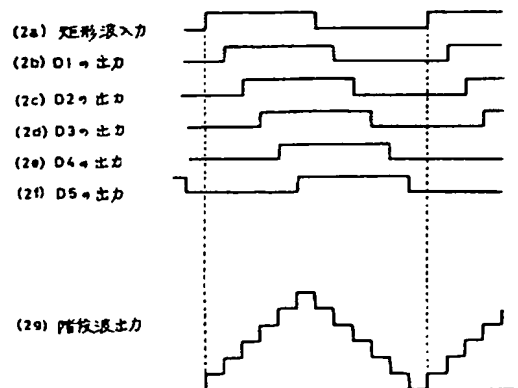 (2a) 矩形波入力
(2b) D1の出力
(2c) D2の出力
(2d) D3の出力
(2e) D4の出力
(2f) D5の出力
(2g) 階段波出力